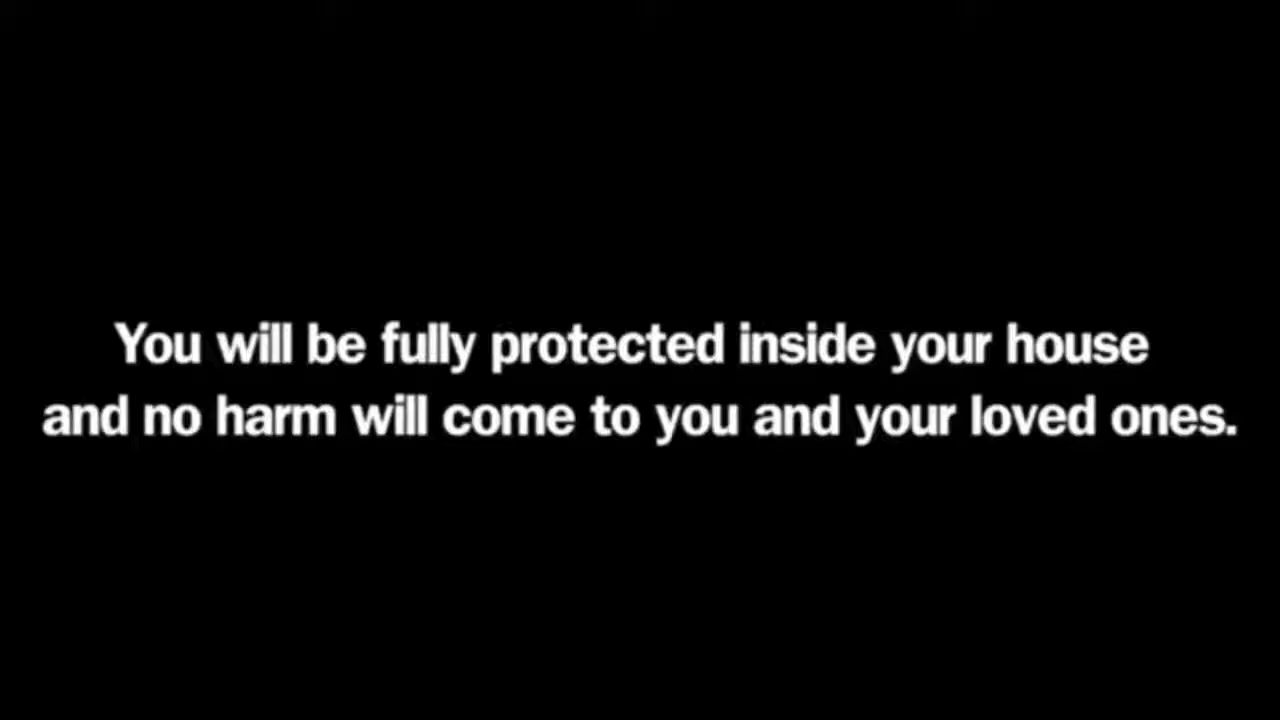 You will be fully protected inside your house
and no harm will come to you and your loved ones.